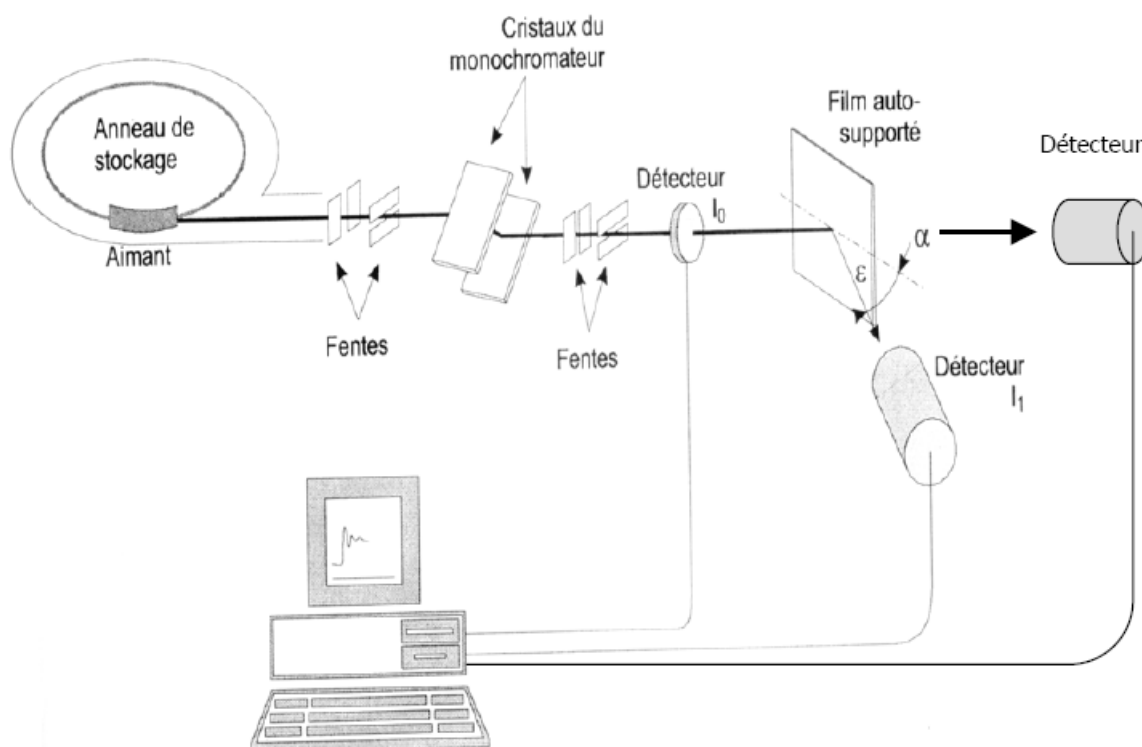 Cristaux du
monochromateur
Film auto-
supporté
Anneau de
stockage
Détecteur
Détecteur
I₀
α
Aimant
ε
Fentes
Fentes
Détecteur
I₁